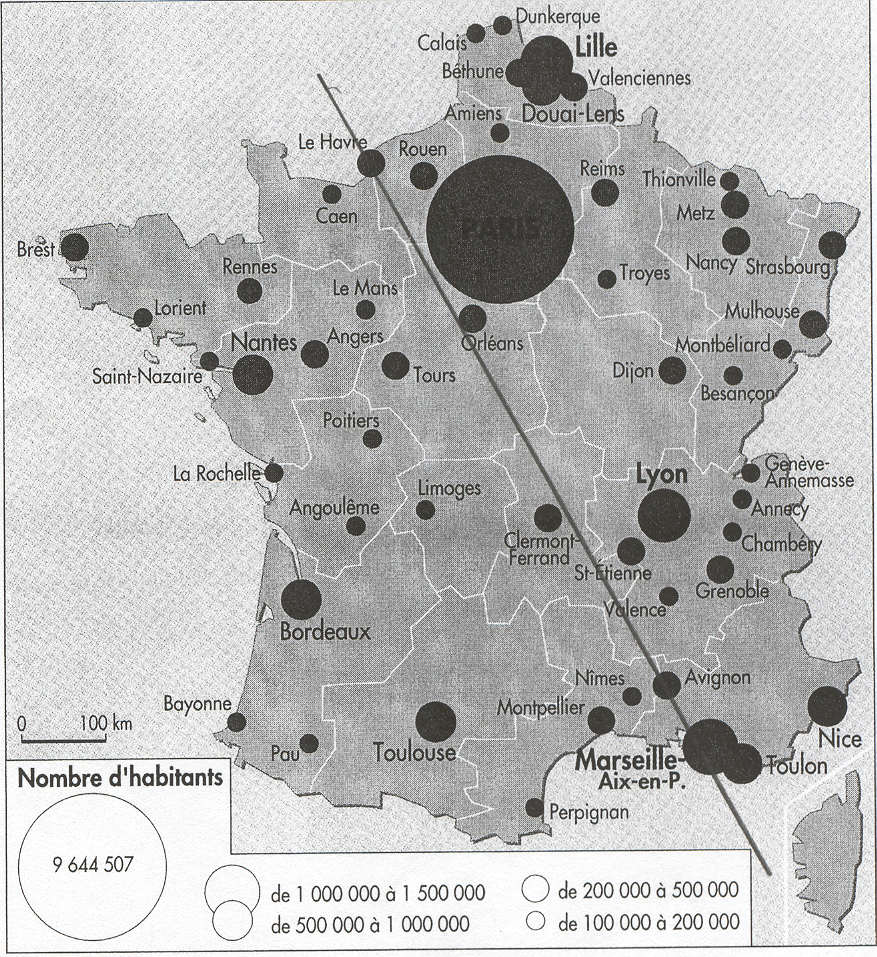 Dunkerque
Calais
Lille
Béthune
Valenciennes
Douai-Lens
Amiens
Le Havre
Rouen
Reims
Thionville
Caen
Metz
PARIS
Brest
Nancy
Strasbourg
Rennes
Troyes
Le Mans
Lorient
Mulhouse
Nantes
Angers
Orléans
Montbéliard
Saint-Nazaire
Tours
Dijon
Besançon
Poitiers
La Rochelle
Lyon
Genève-
Annemasse
Limoges
Angoulême
Annecy
Clermont-
Ferrand
Chambéry
St-Étienne
Grenoble
Valence
Bordeaux
Nîmes
Avignon
Bayonne
Montpellier
0 100 km
Pau
Toulouse
Nice
Marseille-
Aix-en-P.
Toulon
Perpignan
Nombre d'habitants
9 644 507
de 1 000 000 à 1 500 000
de 500 000 à 1 000 000
de 200 000 à 500 000
de 100 000 à 200 000